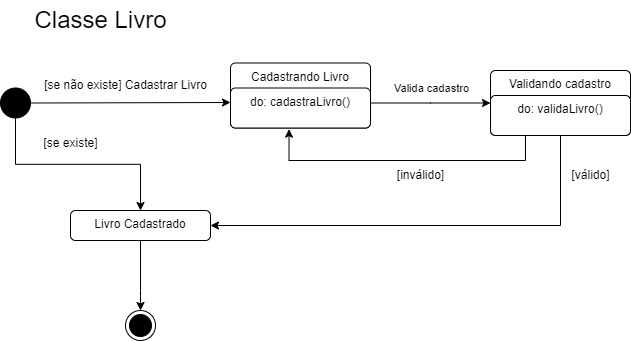 Classe Livro
[se não existe] Cadastrar Livro
Cadastrando Livro
do: cadastraLivro()
Valida cadastro
Validando cadastro
do: validaLivro()
[se existe]
[inválido]
[válido]
Livro Cadastrado